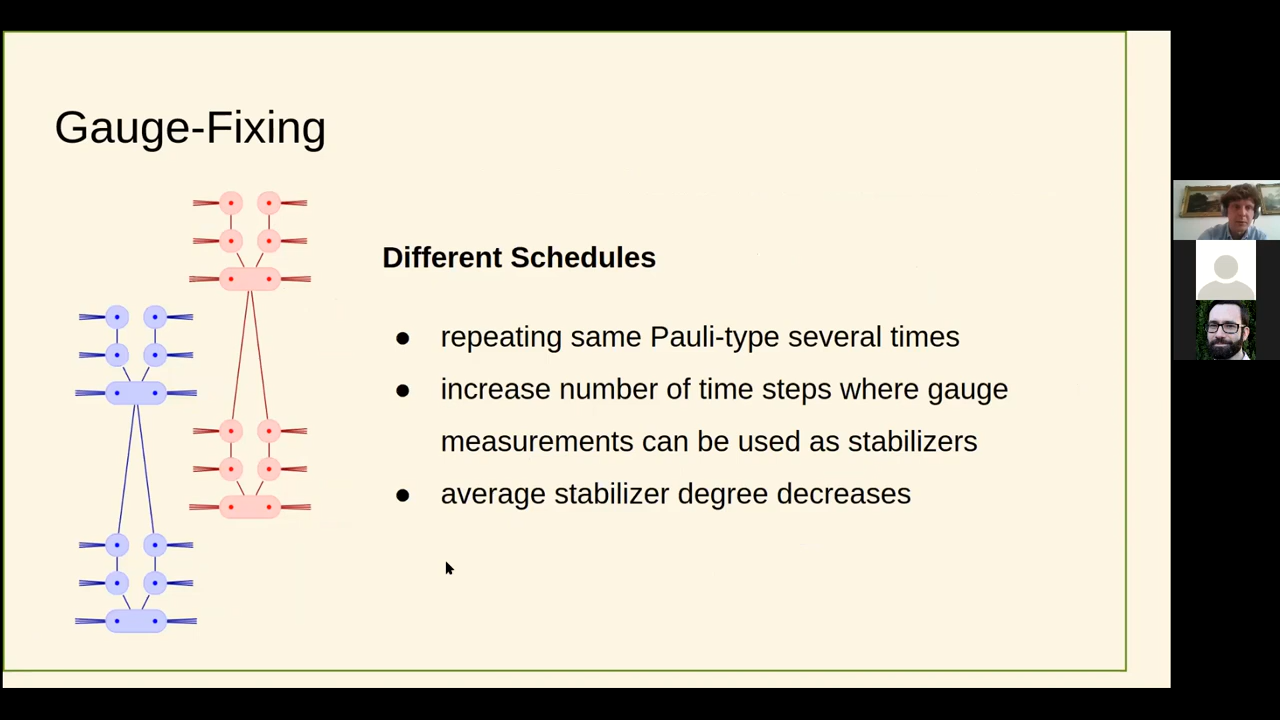 Gauge-Fixing
Different Schedules
● repeating same Pauli-type several times
● increase number of time steps where gauge
measurements can be used as stabilizers
● average stabilizer degree decreases